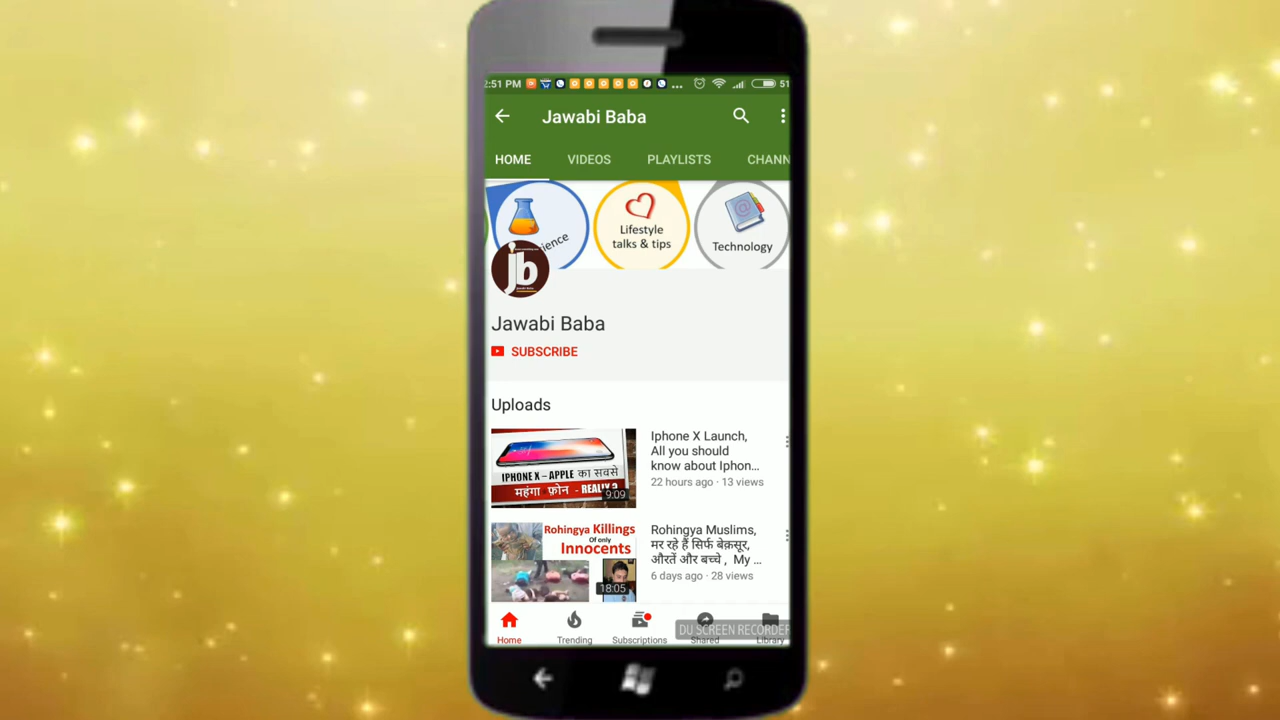 2:51 PM
51
Jawabi Baba
HOME
VIDEOS
PLAYLISTS
CHANN
ience
Lifestyle
talks & tips
Technology
jb
Jawabi Baba
SUBSCRIBE
Uploads
IPHONE X – APPLE का सबसे
महंगा फ़ोन - REALLY ?
9:09
Iphone X Launch,
All you should
know about Iphon...
22 hours ago · 13 views
Rohingya Killings
Of only
Innocents
18:05
Rohingya Muslims,
मर रहे हैं सिर्फ बेक़सूर,
औरतें और बच्चे , My ...
6 days ago · 28 views
Home
Trending
Subscriptions
Shared
Library
DU SCREEN RECORDER